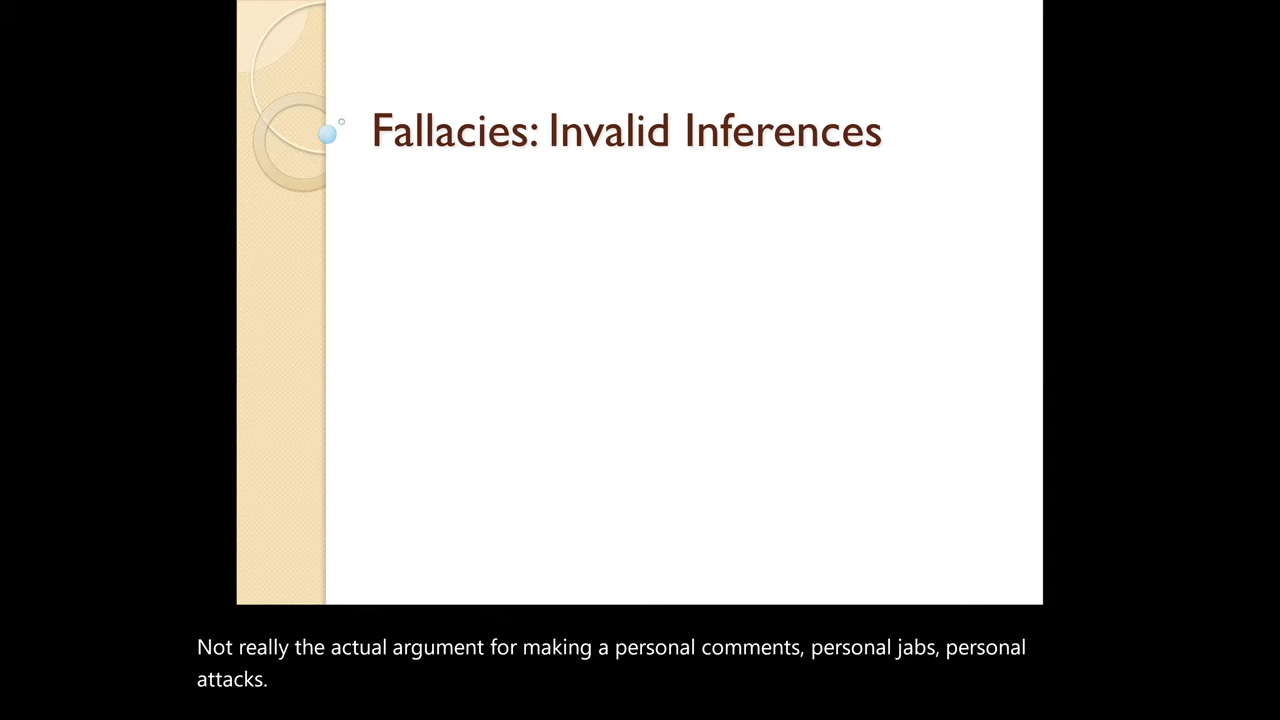 Fallacies: Invalid Inferences
Not really the actual argument for making a personal comments, personal jabs, personal
attacks.